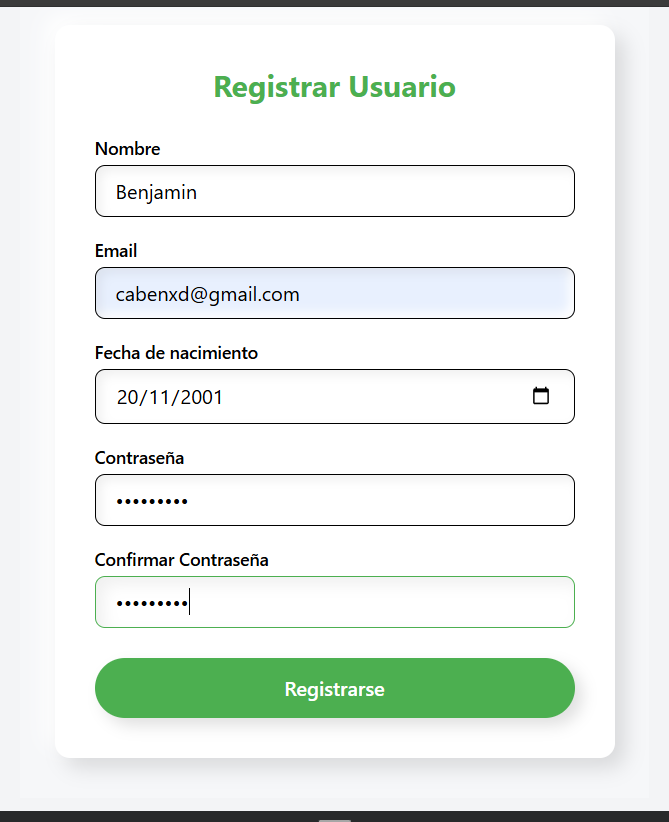 Registrar Usuario
Nombre
Benjamin
Email
cabenxd@gmail.com
Fecha de nacimiento
20/11/2001
Contraseña
•••••••••
Confirmar Contraseña
•••••••••
Registrarse